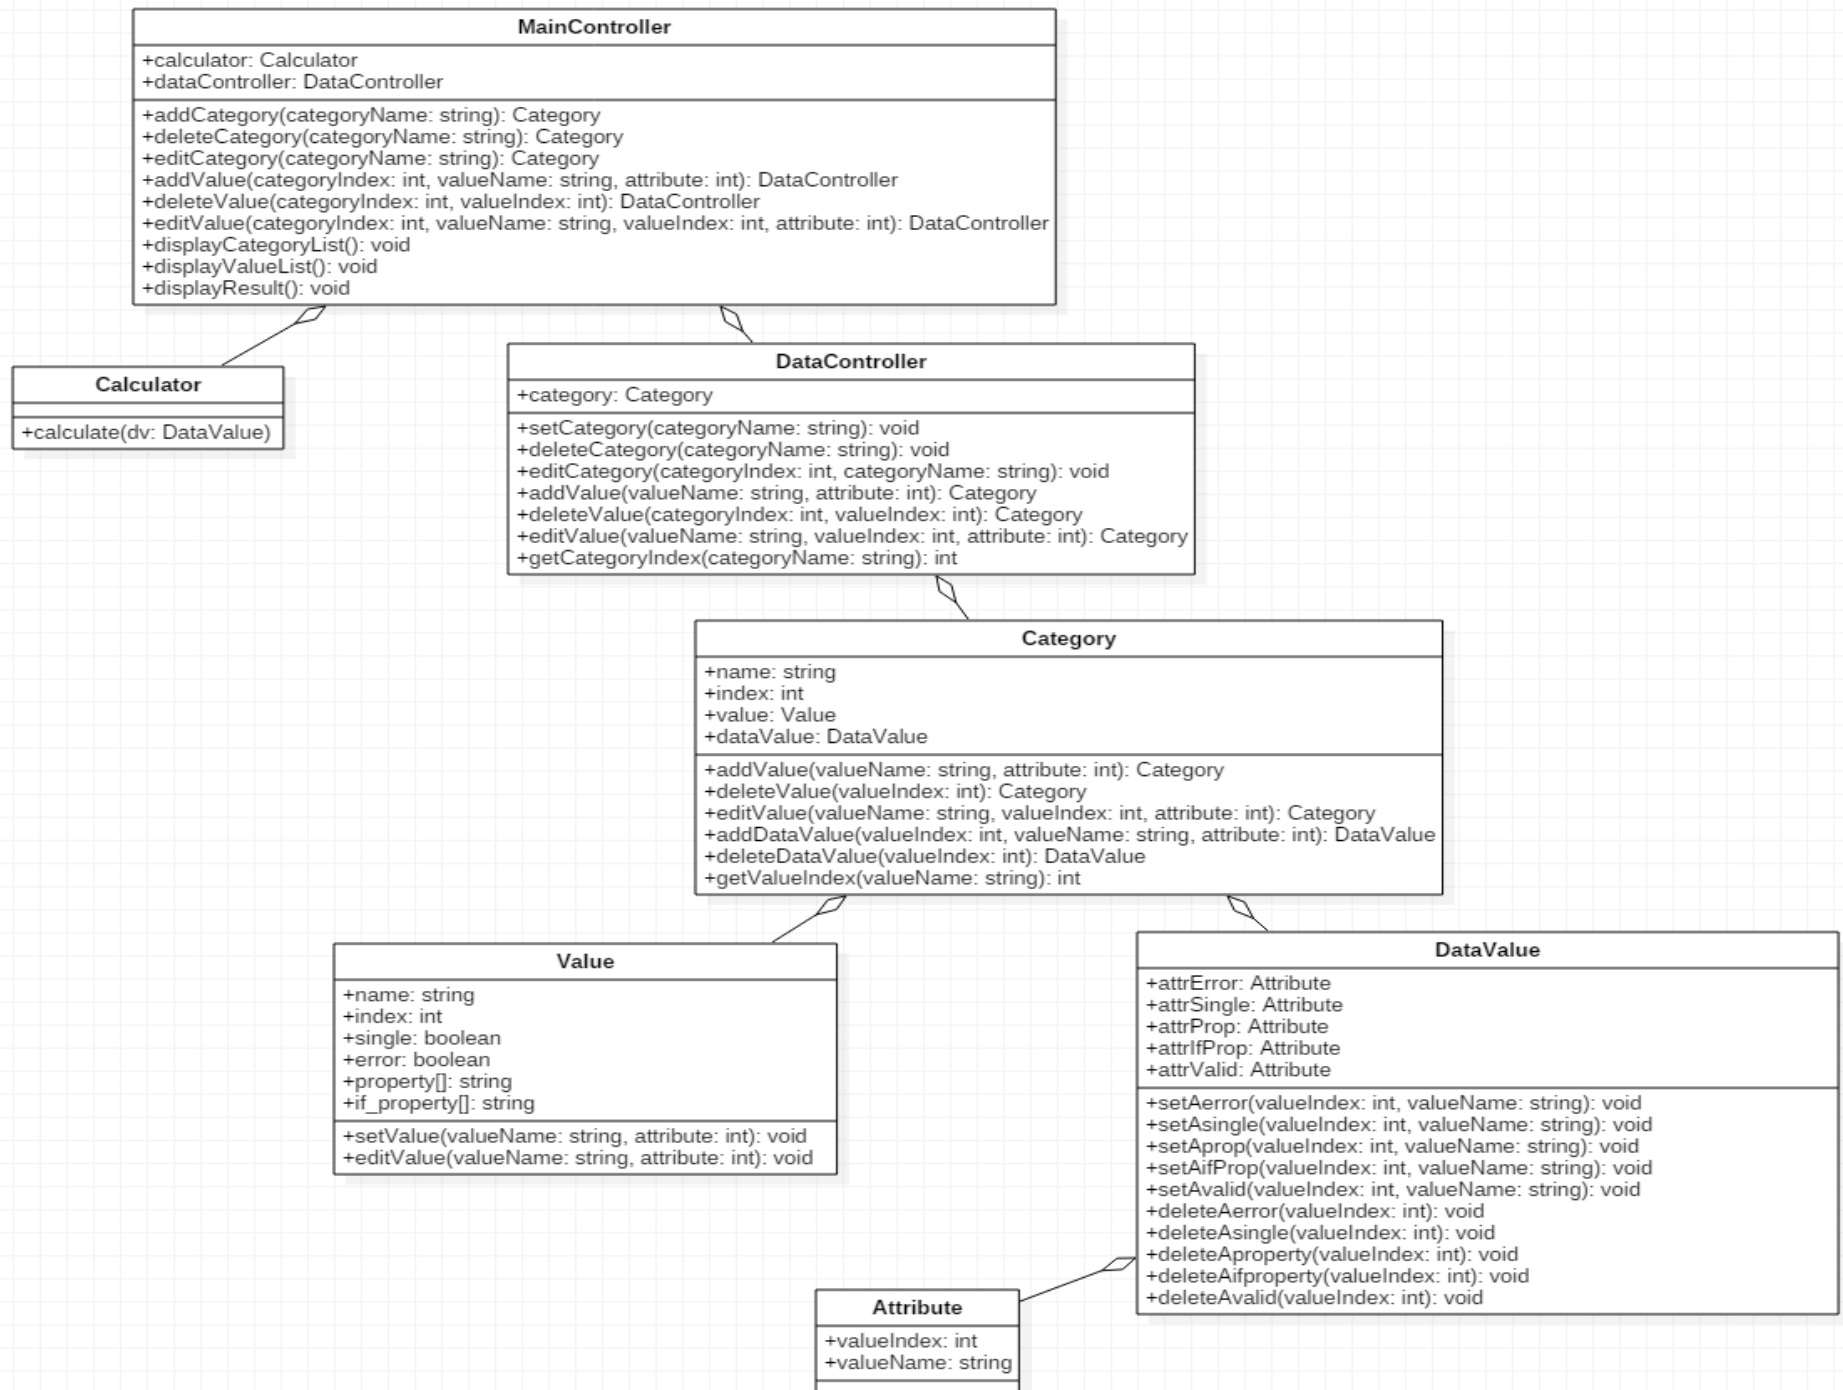 MainController
+calculator: Calculator
+dataController: DataController
+addCategory(categoryName: string): Category
+deleteCategory(categoryName: string): Category
+editCategory(categoryName: string): Category
+addValue(categoryIndex: int, valueName: string, attribute: int): DataController
+deleteValue(categoryIndex: int, valueIndex: int): DataController
+editValue(categoryIndex: int, valueName: string, valueIndex: int, attribute: int): DataController
+displayCategoryList(): void
+displayValueList(): void
+displayResult(): void
Calculator
+calculate(dv: DataValue)
DataController
+category: Category
+setCategory(categoryName: string): void
+deleteCategory(categoryName: string): void
+editCategory(categoryIndex: int, categoryName: string): void
+addValue(valueName: string, attribute: int): Category
+deleteValue(categoryIndex: int, valueIndex: int): Category
+editValue(valueName: string, valueIndex: int, attribute: int): Category
+getCategoryIndex(categoryName: string): int
Category
+name: string
+index: int
+value: Value
+dataValue: DataValue
+addValue(valueName: string, attribute: int): Category
+deleteValue(valueIndex: int): Category
+editValue(valueName: string, valueIndex: int, attribute: int): Category
+addDataValue(valueIndex: int, valueName: string, attribute: int): DataValue
+deleteDataValue(valueIndex: int): DataValue
+getValueIndex(valueName: string): int
Value
+name: string
+index: int
+single: boolean
+error: boolean
+property[]: string
+if_property[]: string
+setValue(valueName: string, attribute: int): void
+editValue(valueName: string, attribute: int): void
DataValue
+attrError: Attribute
+attrSingle: Attribute
+attrProp: Attribute
+attrIfProp: Attribute
+attrValid: Attribute
+setAerror(valueIndex: int, valueName: string): void
+setAsingle(valueIndex: int, valueName: string): void
+setAprop(valueIndex: int, valueName: string): void
+setAifProp(valueIndex: int, valueName: string): void
+setAvalid(valueIndex: int, valueName: string): void
+deleteAerror(valueIndex: int): void
+deleteAsingle(valueIndex: int): void
+deleteAproperty(valueIndex: int): void
+deleteAifproperty(valueIndex: int): void
+deleteAvalid(valueIndex: int): void
Attribute
+valueIndex: int
+valueName: string